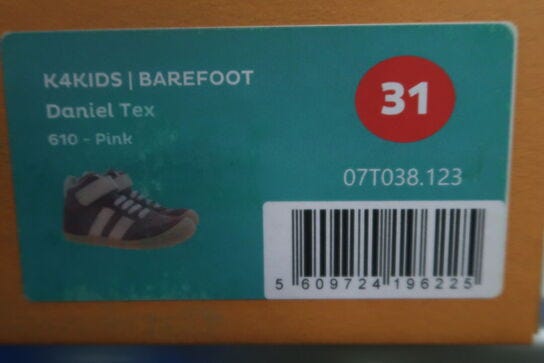 K4KIDS | BAREFOOT
Daniel Tex
610 - Pink
31
07T038.123
5 609724 196225